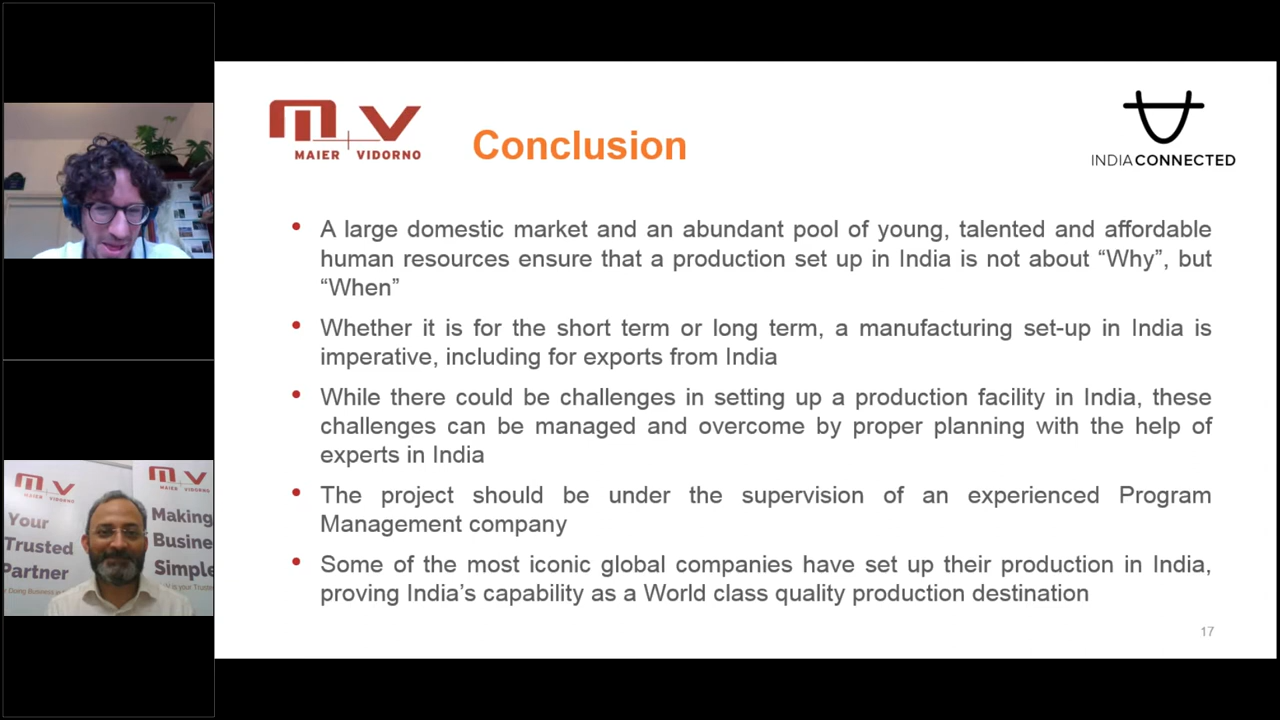 MAIER VIDORNO
Conclusion
INDIA CONNECTED
• A large domestic market and an abundant pool of young, talented and affordable
human resources ensure that a production set up in India is not about “Why”, but
“When”
• Whether it is for the short term or long term, a manufacturing set-up in India is
imperative, including for exports from India
• While there could be challenges in setting up a production facility in India, these
challenges can be managed and overcome by proper planning with the help of
experts in India
• The project should be under the supervision of an experienced Program
Management company
• Some of the most iconic global companies have set up their production in India,
proving India’s capability as a World class quality production destination
17
MV
MAIER VIDORNO
Your
Trusted
Partner
MV
MAIER VIDORNO
Making
Busine
Simple